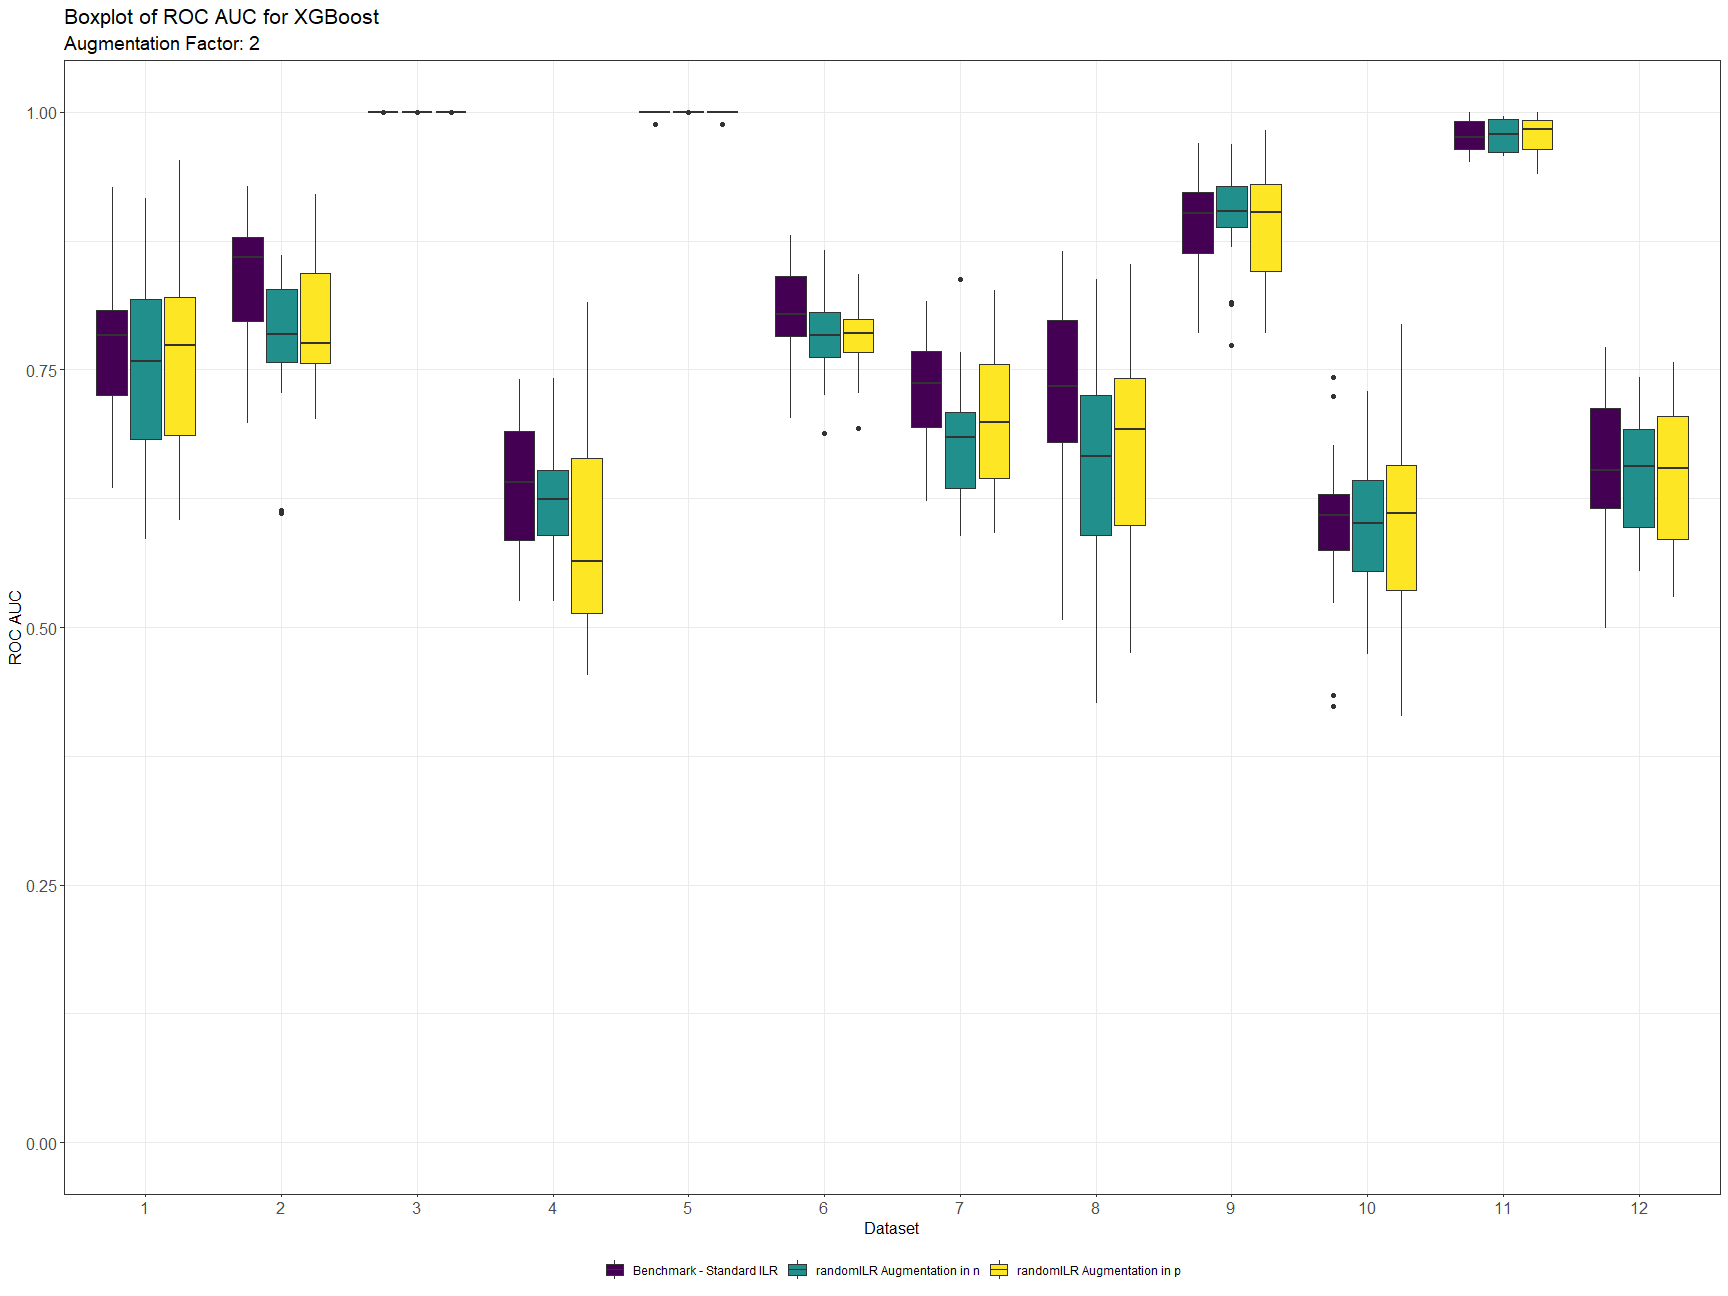 Boxplot of ROC AUC for XGBoost
Augmentation Factor: 2
ROC AUC
1.00
0.75
0.50
0.25
0.00
1 2 3 4 5 6 7 8 9 10 11 12
Dataset
Benchmark - Standard ILR randomILR Augmentation in n randomILR Augmentation in p